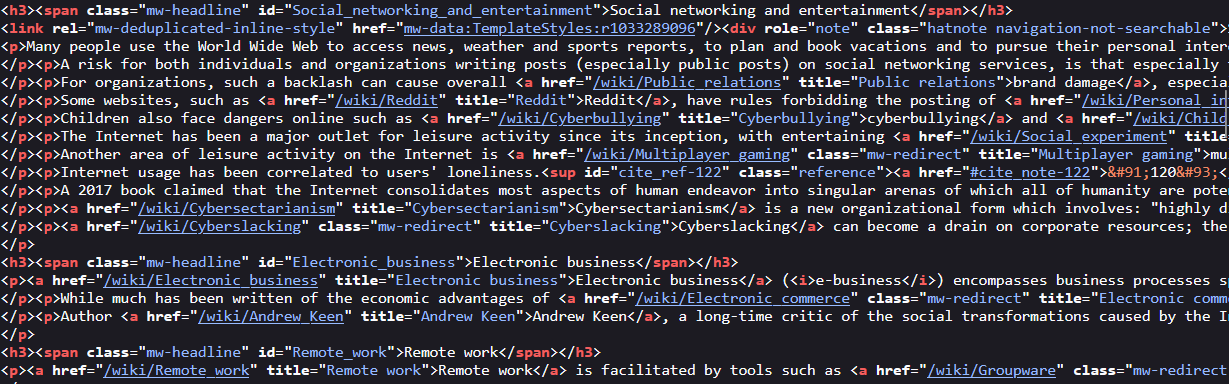 <h3><span class="mw-headline" id="Social_networking_and_entertainment">Social networking and entertainment</span></h3>
<link rel="mw-deduplicated-inline-style" href="mw-data:TemplateStyles:r1033289096"/><div role="note" class="hatnote navigation-not-searchable">
<p>Many people use the World Wide Web to access news, weather and sports reports, to plan and book vacations and to pursue their personal
</p><p>A risk for both individuals and organizations writing posts (especially public posts) on social networking services, is that especially
</p><p>For organizations, such a backlash can cause overall <a href="/wiki/Public_relations" title="Public relations">brand damage</a>,
</p><p>Some websites, such as <a href="/wiki/Reddit" title="Reddit">Reddit</a>, have rules forbidding the posting of <a
</p><p>Children also face dangers online such as <a href="/wiki/Cyberbullying" title="Cyberbullying">cyberbullying</a> and <a
</p><p>The Internet has been a major outlet for leisure activity since its inception, with entertaining <a href="/wiki/Social_experiment" title
</p><p>Another area of leisure activity on the Internet is <a href="/wiki/Multiplayer_gaming" class="mw-redirect" title="Multiplayer gaming">mu
</p><p>Internet usage has been correlated to users' loneliness.<sup id="cite_ref-122" class="reference"><a href="#cite_note-122">&#91;120&#93;<
</p><p>A 2017 book claimed that the Internet consolidates most aspects of human endeavor into singular arenas of which all of humanity are
</p><p><a href="/wiki/Cybersectarianism" title="Cybersectarianism">Cybersectarianism</a> is a new organizational form which involves: "highly
</p><p><a href="/wiki/Cyberslacking" class="mw-redirect" title="Cyberslacking">Cyberslacking</a> can become a drain on corporate resources; the
</p>
<h3><span class="mw-headline" id="Electronic_business">Electronic business</span></h3>
<p><a href="/wiki/Electronic_business" title="Electronic business">Electronic business</a> (<i>e-business</i>) encompasses business processes
</p><p>While much has been written of the economic advantages of <a href="/wiki/Electronic_commerce" class="mw-redirect" title="Electronic
</p><p>Author <a href="/wiki/Andrew_Keen" title="Andrew Keen">Andrew Keen</a>, a long-time critic of the social transformations caused by the
</p>
<h3><span class="mw-headline" id="Remote_work">Remote work</span></h3>
<p><a href="/wiki/Remote_work" title="Remote work">Remote work</a> is facilitated by tools such as <a href="/wiki/Groupware" class="mw-redirect